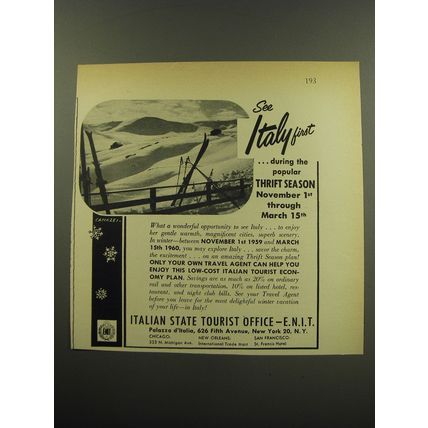 193
See
Italy first
...during the
popular
THRIFT SEASON
November 1st
through
March 15th
CANAZEI.
What a wonderful opportunity to see Italy . . . to enjoy
her gentle warmth, magnificent cities, superb scenery.
In winter—between NOVEMBER 1st 1959 and MARCH
15th 1960, you may explore Italy . . . savor the charm,
the excitement . . . on an amazing Thrift Season plan!
ONLY YOUR OWN TRAVEL AGENT CAN HELP YOU
ENJOY THIS LOW-COST ITALIAN TOURIST ECON-
OMY PLAN. Savings are as much as 20% on ordinary
rail and other transportation, 10% on listed hotel, res-
taurant, and night club bills. See your Travel Agent
before you leave for the most delightful winter vacation
of your life—in Italy!
ITALIAN STATE TOURIST OFFICE—E.N.I.T.
Palazzo d'Italia, 626 Fifth Avenue, New York 20, N. Y.
CHICAGO: NEW ORLEANS: SAN FRANCISCO:
333 N. Michigan Ave. International Trade Mart St. Francis Hotel